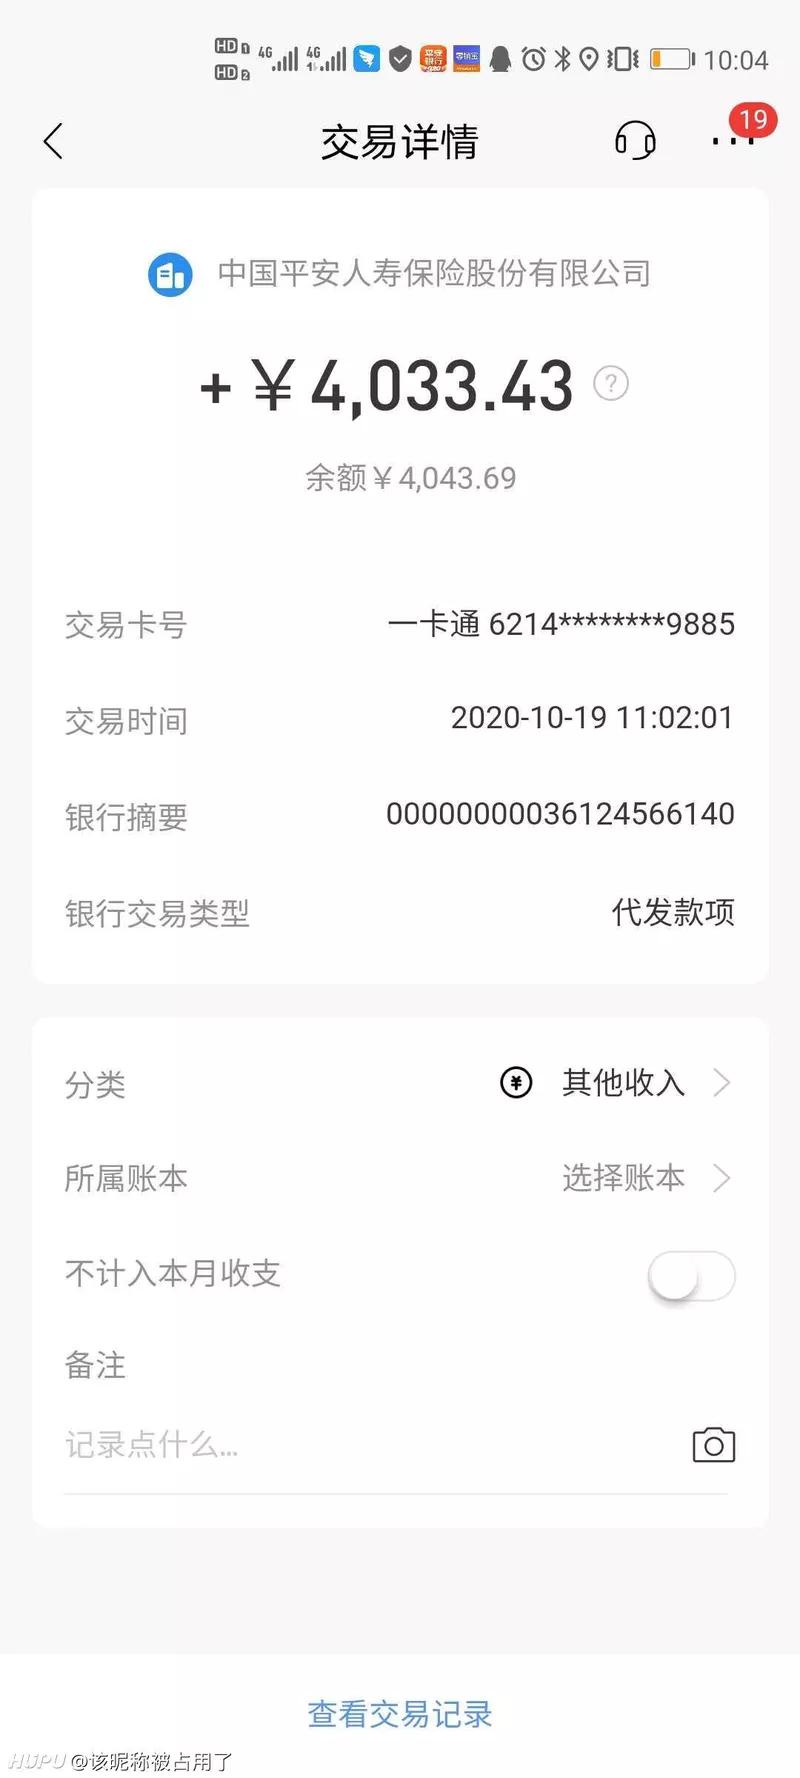 HD 1 4G 4G 10:04
HD 2
交易详情 19
中国平安人寿保险股份有限公司
+ ¥ 4,033.43 ?
余额¥4,043.69
交易卡号 一卡通 6214********9885
交易时间 2020-10-19 11:02:01
银行摘要 00000000036124566140
银行交易类型 代发款项
分类 ¥ 其他收入
所属账本 选择账本
不计入本月收支
备注
记录点什么...
查看交易记录
HUPU @该昵称被占用了